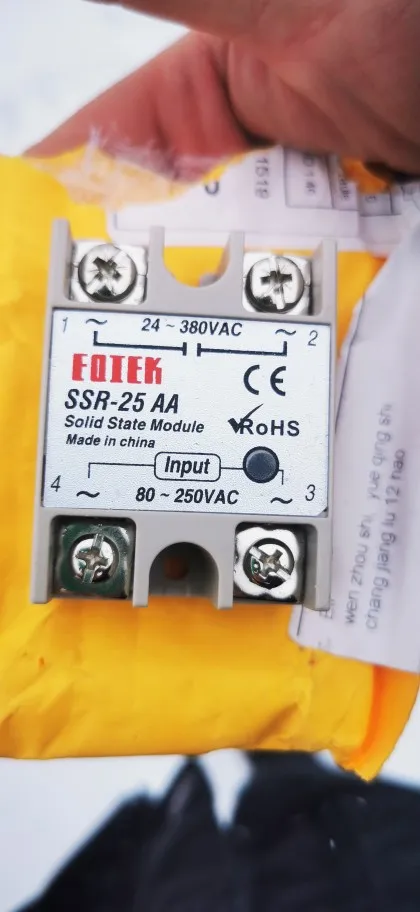 1519
1 ~ 24 ~ 380VAC ~ 2
FOTEK
CE
SSR-25 AA
Solid State Module
RoHS
Made in china
Input
4 ~ 80 ~ 250VAC ~ 3
wen zhou shi, yue qing shi,
chang jiang lu 12 hao